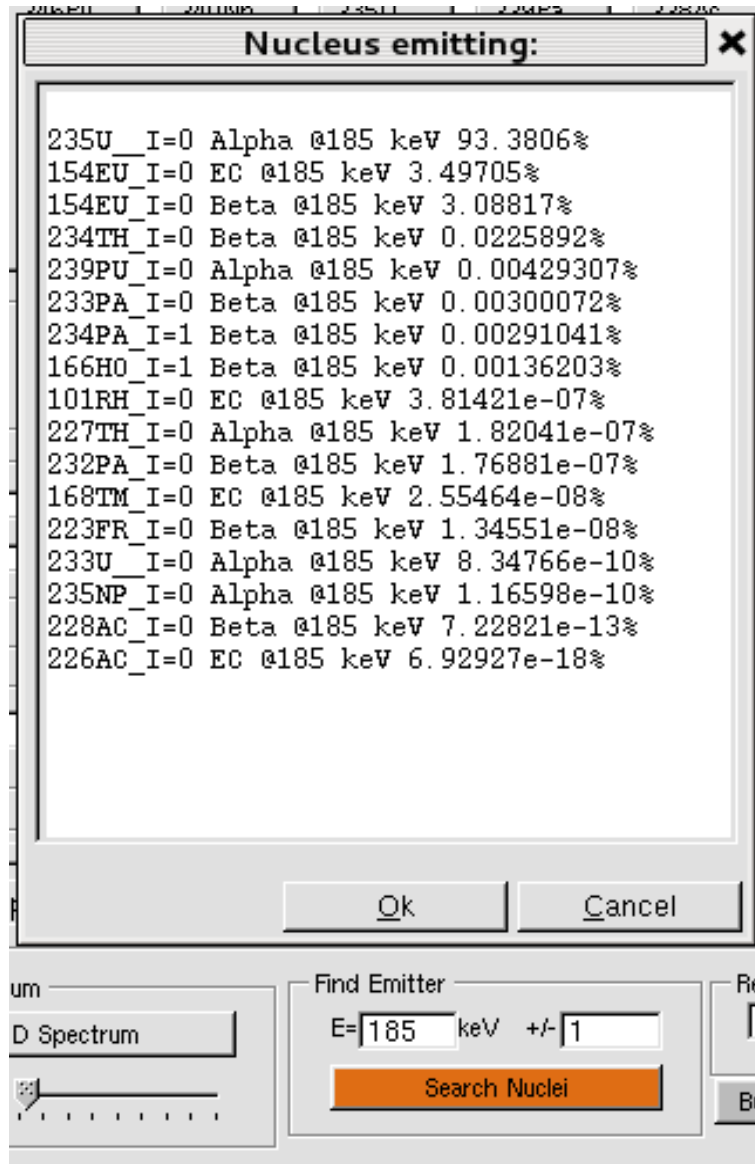 Nucleus emitting:
235U__I=0 Alpha @185 keV 93.3806%
154EU_I=0 EC @185 keV 3.49705%
154EU_I=0 Beta @185 keV 3.08817%
234TH_I=0 Beta @185 keV 0.0225892%
239PU_I=0 Alpha @185 keV 0.00429307%
233PA_I=0 Beta @185 keV 0.00300072%
234PA_I=1 Beta @185 keV 0.00291041%
166HO_I=1 Beta @185 keV 0.00136203%
101RH_I=0 EC @185 keV 3.81421e-07%
227TH_I=0 Alpha @185 keV 1.82041e-07%
232PA_I=0 Beta @185 keV 1.76881e-07%
168TM_I=0 EC @185 keV 2.55464e-08%
223FR_I=0 Beta @185 keV 1.34551e-08%
233U__I=0 Alpha @185 keV 8.34766e-10%
235NP_I=0 Alpha @185 keV 1.16598e-10%
228AC_I=0 Beta @185 keV 7.22821e-13%
226AC_I=0 EC @185 keV 6.92927e-18%
Ok Cancel
um Find Emitter Re
D Spectrum E= 185 keV +/- 1
Search Nuclei